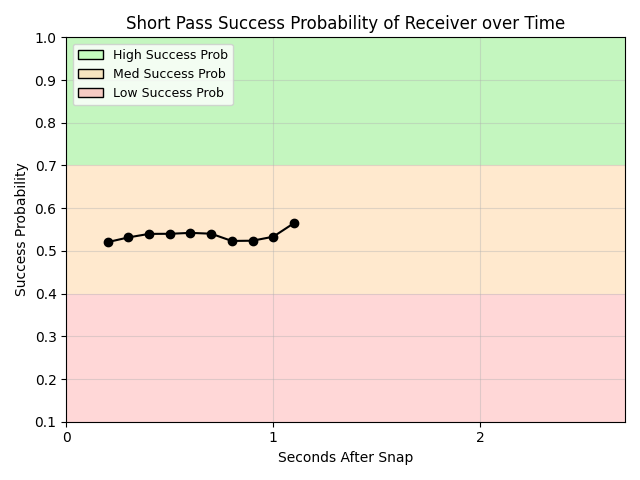 Short Pass Success Probability of Receiver over Time
1.0
High Success Prob
Med Success Prob
Low Success Prob
0.9
0.8
0.7
0.6
0.5
0.4
0.3
0.2
0.1
Success Probability
0 1 2
Seconds After Snap